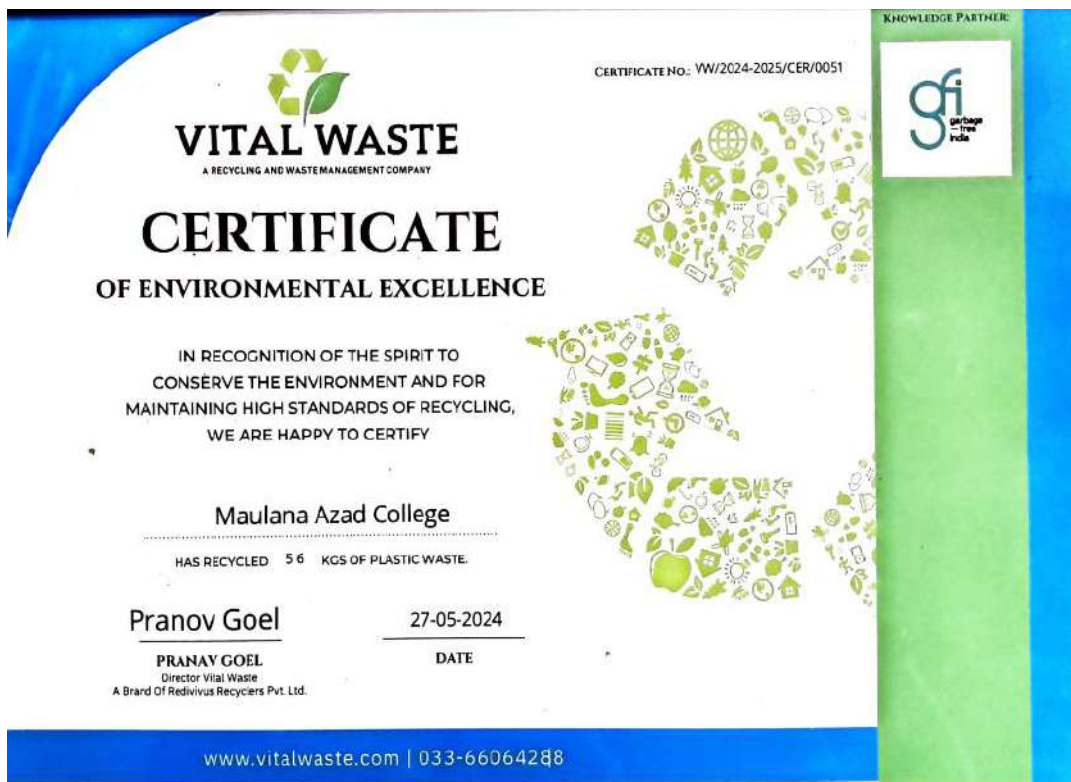 KNOWLEDGE PARTNER:
CERTIFICATE NO.: VW/2024-2025/CER/0051
gfi
garbage
free
india
VITAL WASTE
A RECYCLING AND WASTE MANAGEMENT COMPANY
CERTIFICATE
OF ENVIRONMENTAL EXCELLENCE
IN RECOGNITION OF THE SPIRIT TO
CONSERVE THE ENVIRONMENT AND FOR
MAINTAINING HIGH STANDARDS OF RECYCLING,
WE ARE HAPPY TO CERTIFY
Maulana Azad College
HAS RECYCLED 56 KGS OF PLASTIC WASTE.
Pranov Goel
27-05-2024
PRANAV GOEL
DATE
Director Vital Waste
A Brand Of Redivivus Recyclers Pvt. Ltd.
www.vitalwaste.com | 033-66064288